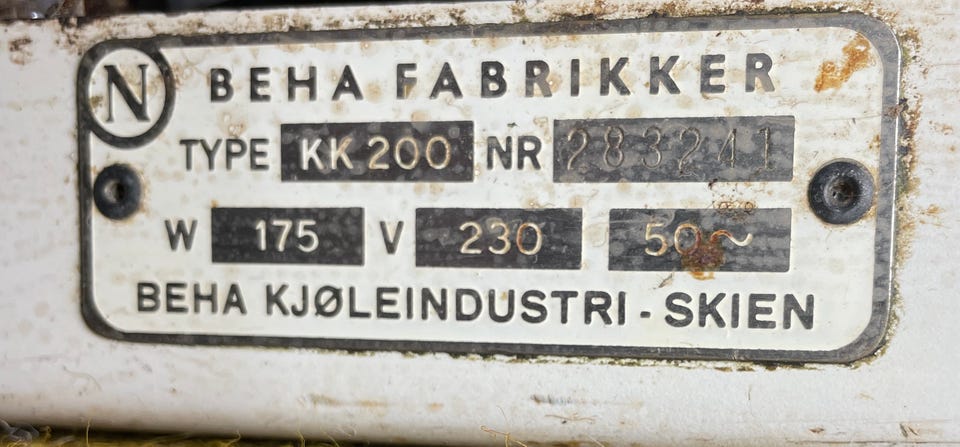 N BEHA FABRIKKER
TYPE KK 200 NR 283241
W 175 V 230 50~
BEHA KJØLEINDUSTRI - SKIEN